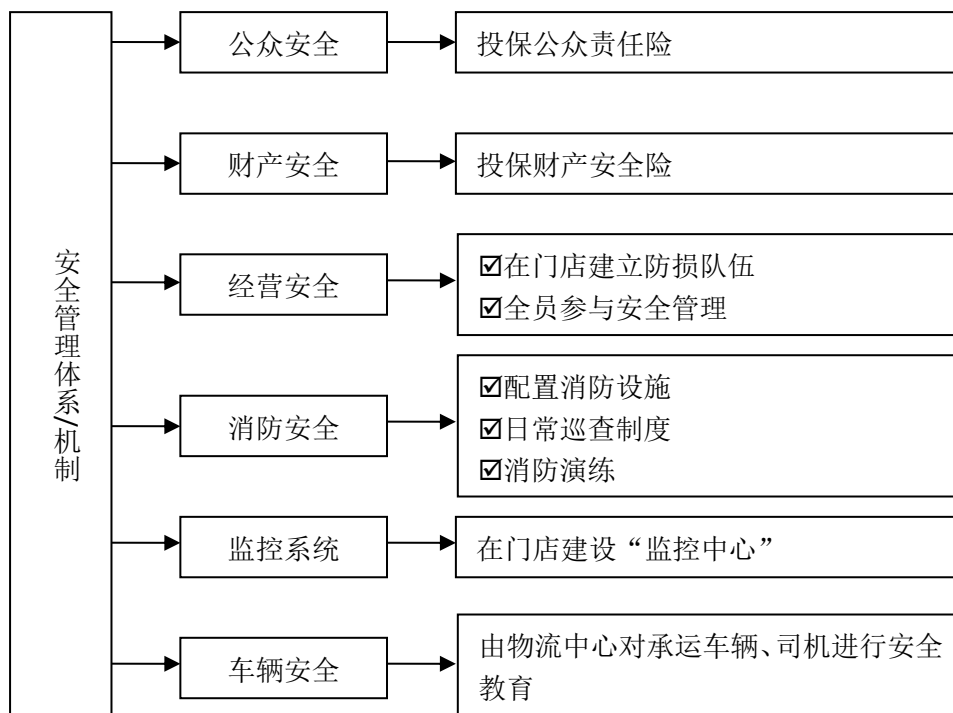 安全管理体系/机制
公众安全
投保公众责任险
财产安全
投保财产安全险
经营安全
☑在门店建立防损队伍
☑全员参与安全管理
消防安全
☑配置消防设施
☑日常巡查制度
☑消防演练
监控系统
在门店建设“监控中心”
车辆安全
由物流中心对承运车辆、司机进行安全
教育